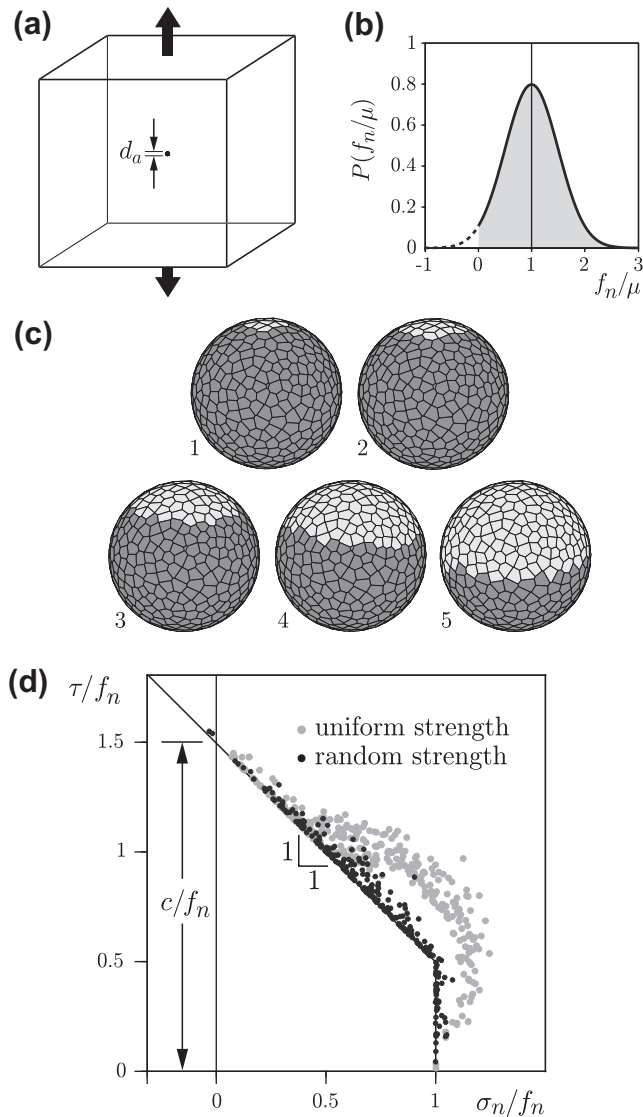 (a)
d_a
(b)
P(f_n/μ)
1
0.8
0.6
0.4
0.2
0
-1 0 1 2 3
f_n/μ
(c)
1
2
3
4
5
(d)
τ/f_n
1.5
1
0.5
0
c/f_n
uniform strength
random strength
1
1
0 0.5 1
σ_n/f_n